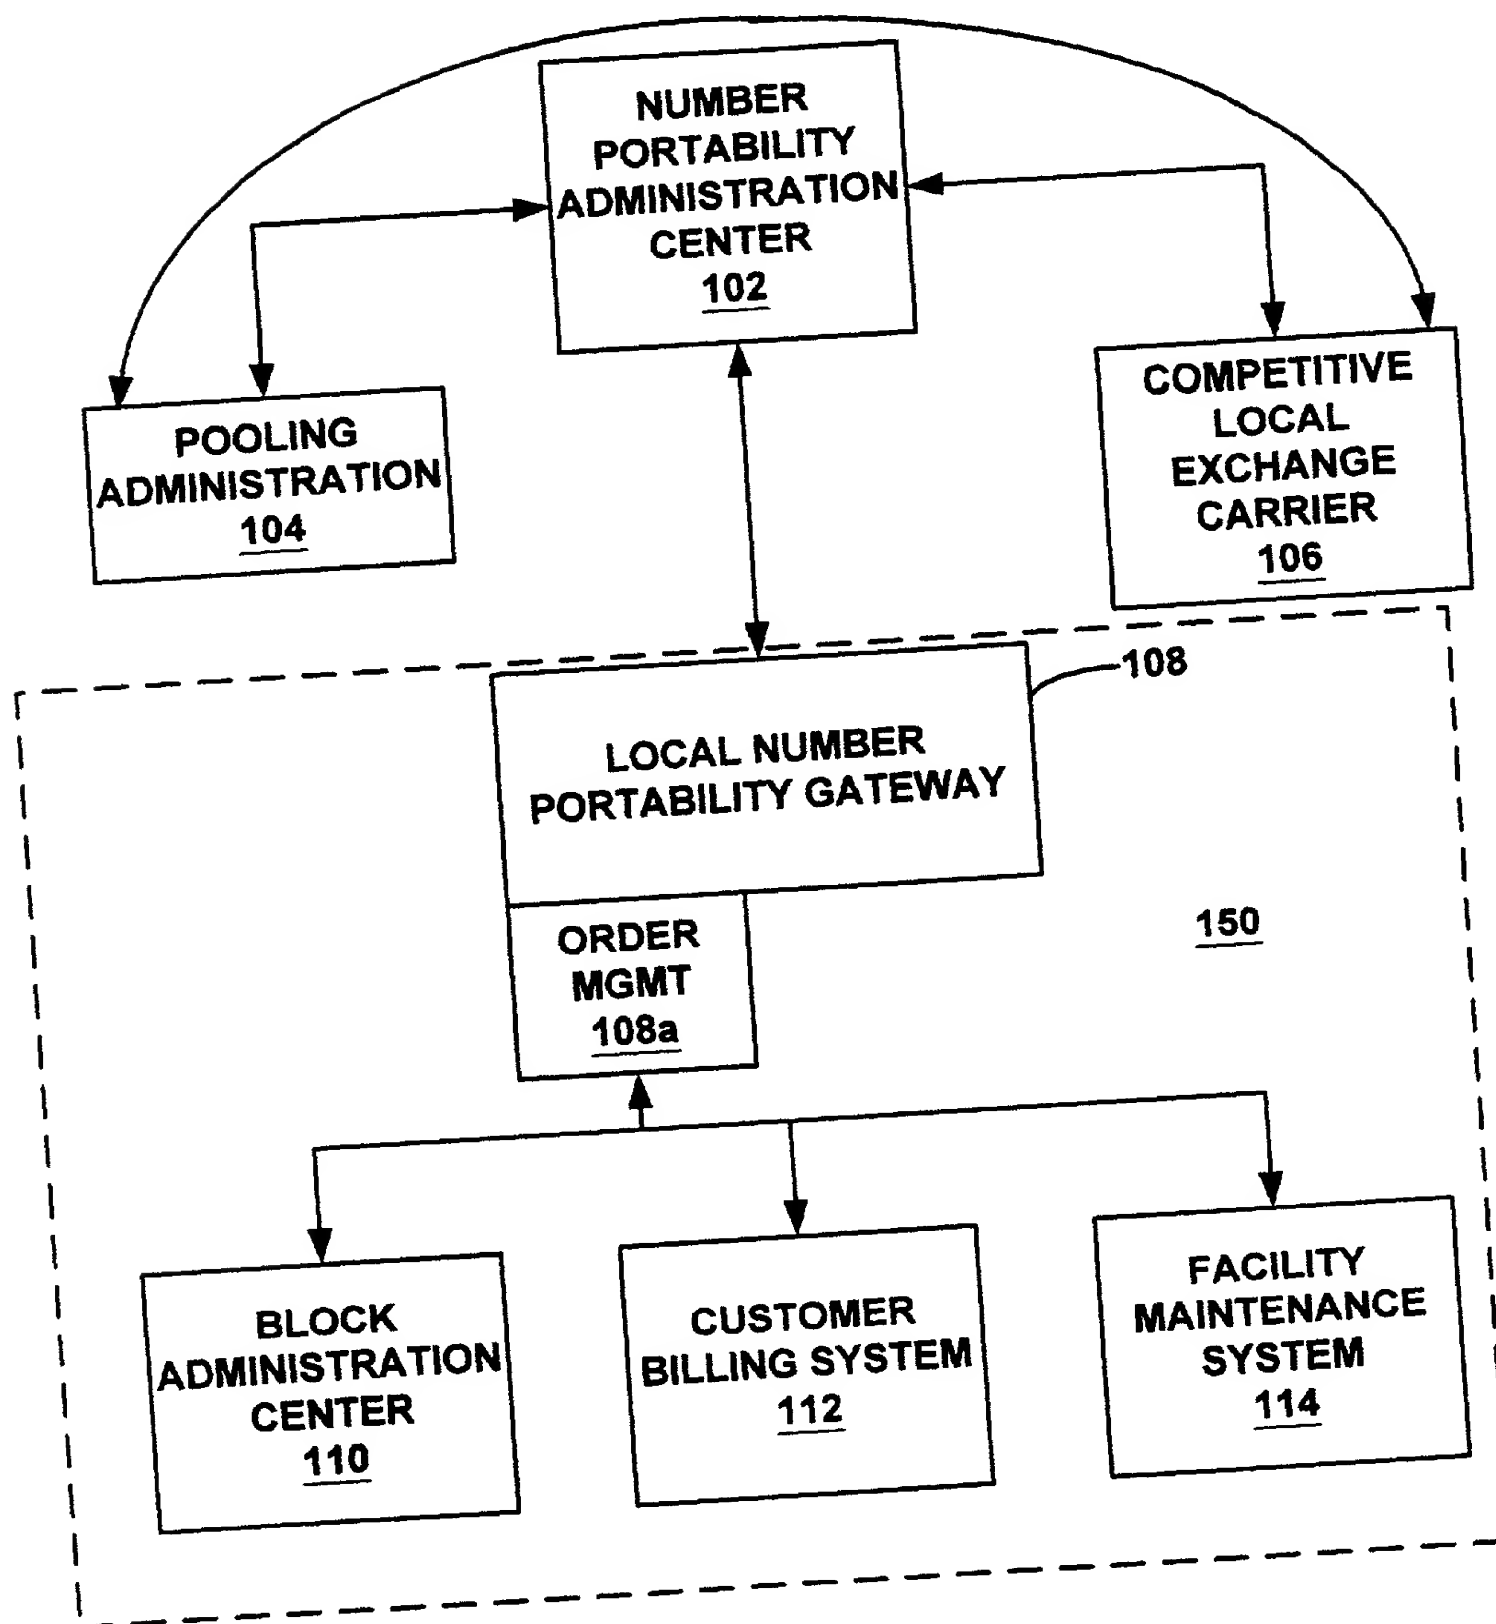 NUMBER
PORTABILITY
ADMINISTRATION
CENTER
102
POOLING
ADMINISTRATION
104
COMPETITIVE
LOCAL
EXCHANGE
CARRIER
106
108
LOCAL NUMBER
PORTABILITY GATEWAY
150
ORDER
MGMT
108a
BLOCK
ADMINISTRATION
CENTER
110
CUSTOMER
BILLING SYSTEM
112
FACILITY
MAINTENANCE
SYSTEM
114